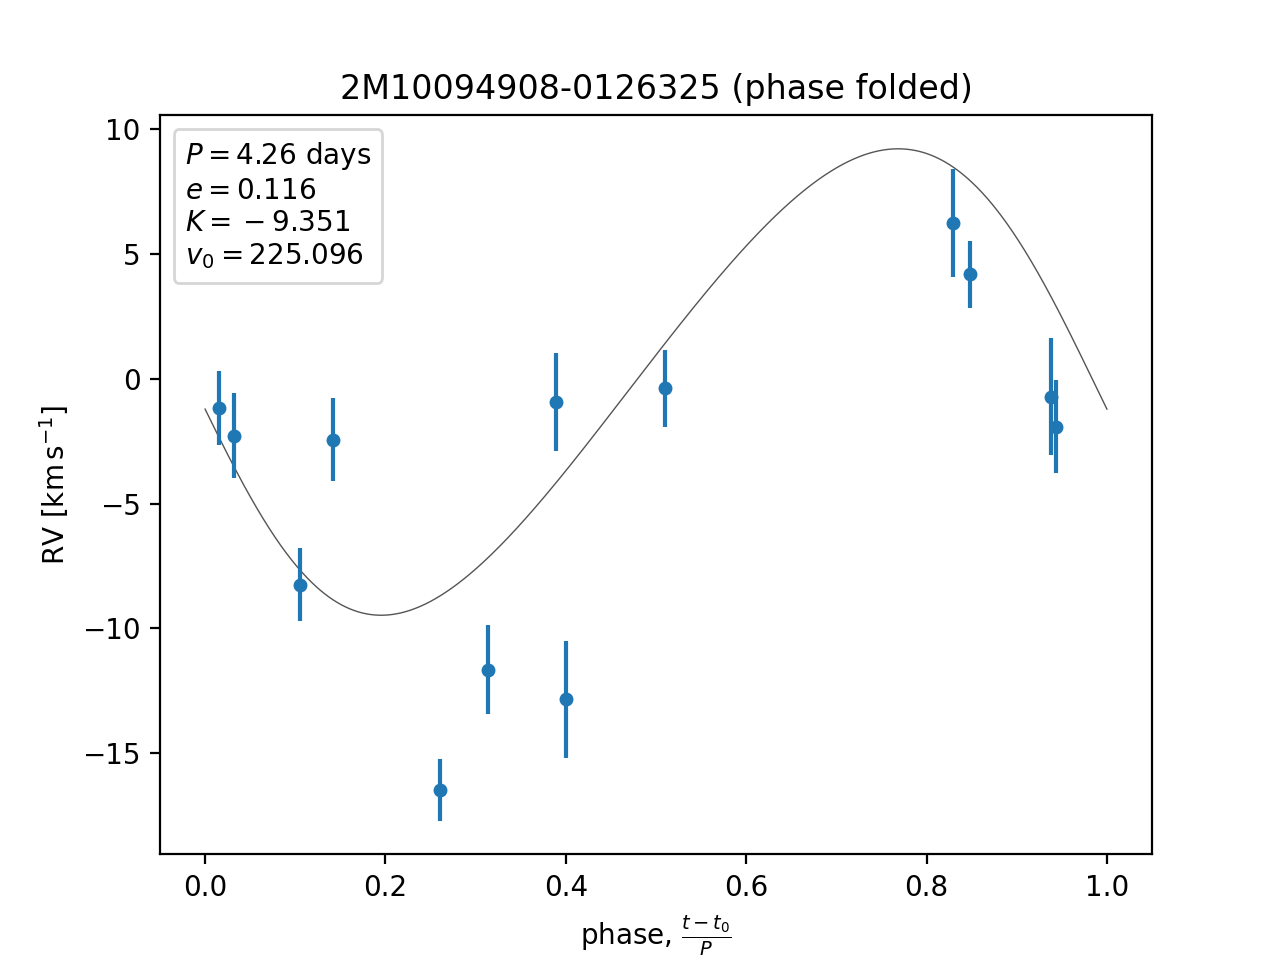 2M10094908-0126325 (phase folded)
P = 4.26 days
e = 0.116
K = −9.351
v₀ = 225.096
RV [km s⁻¹]
10
5
0
−5
−10
−15
0.0 0.2 0.4 0.6 0.8 1.0
phase, (t − t₀)/P